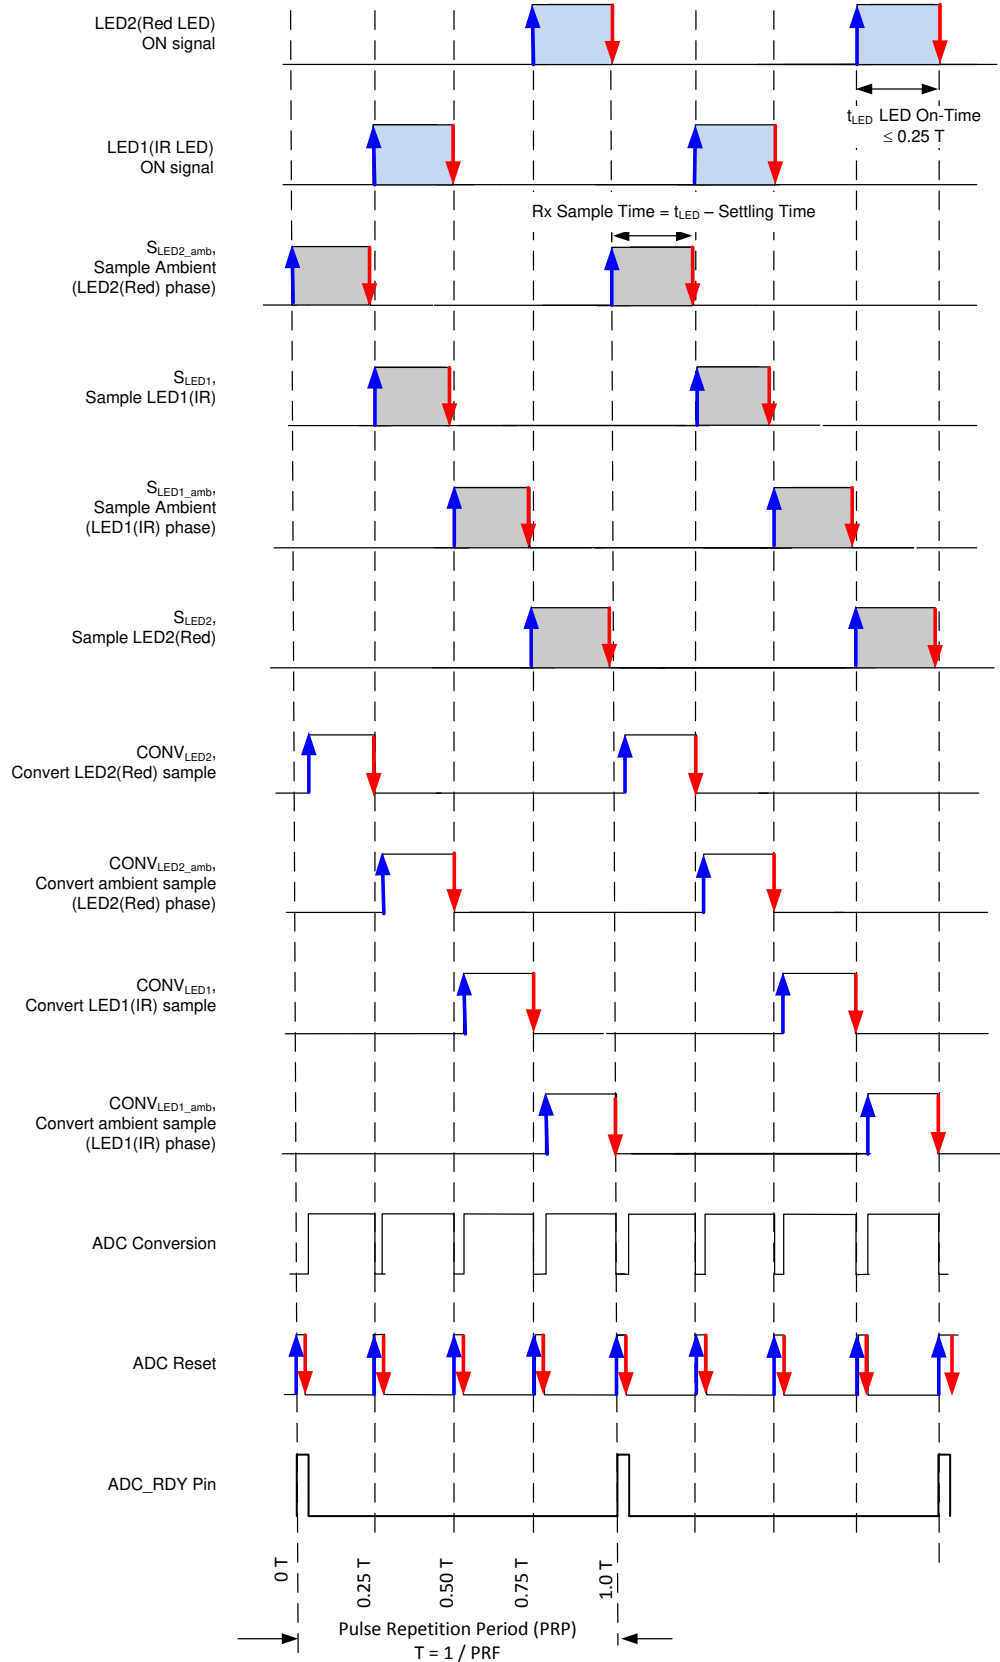 LED2(Red LED)
ON signal
tLED LED On-Time
≤ 0.25 T
LED1(IR LED)
ON signal
Rx Sample Time = tLED – Settling Time
SLED2_amb,
Sample Ambient
(LED2(Red) phase)
SLED1,
Sample LED1(IR)
SLED1_amb,
Sample Ambient
(LED1(IR) phase)
SLED2,
Sample LED2(Red)
CONVLED2,
Convert LED2(Red) sample
CONVLED2_amb,
Convert ambient sample
(LED2(Red) phase)
CONVLED1,
Convert LED1(IR) sample
CONVLED1_amb,
Convert ambient sample
(LED1(IR) phase)
ADC Conversion
ADC Reset
ADC_RDY Pin
0 T
0.25 T
0.50 T
0.75 T
1.0 T
Pulse Repetition Period (PRP)
T = 1 / PRF